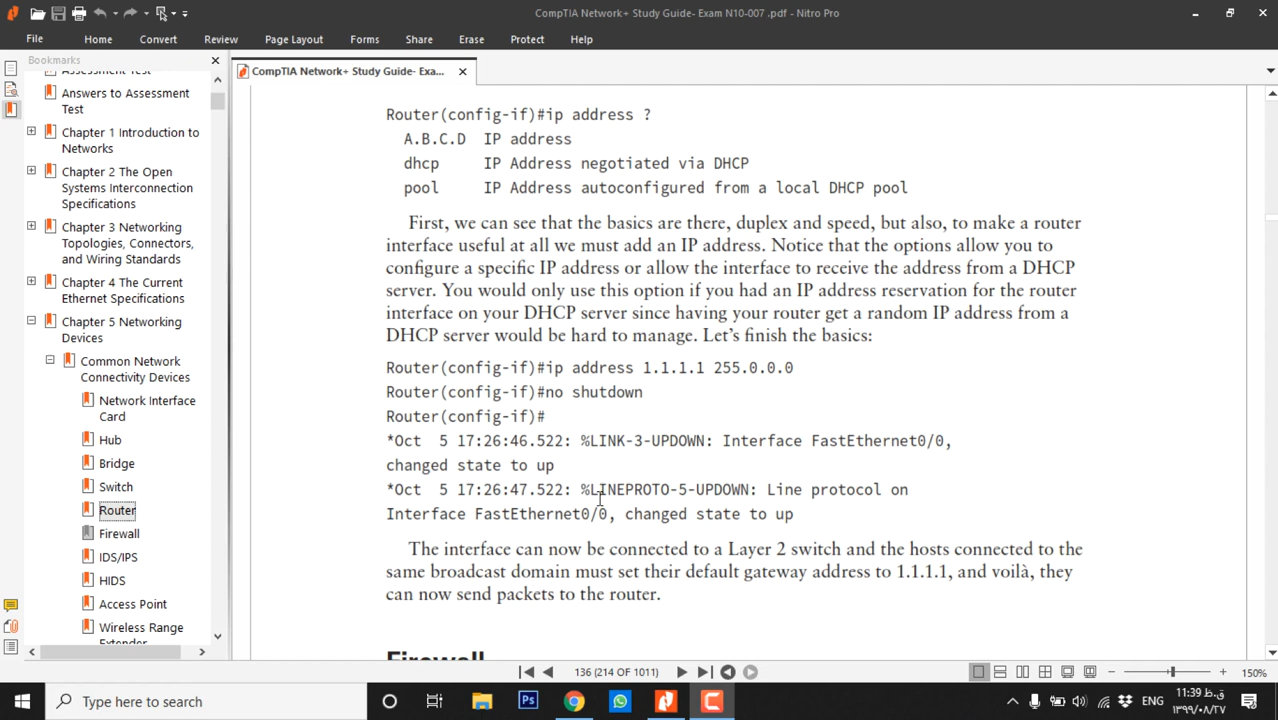 CompTIA Network+ Study Guide- Exam N10-007 .pdf - Nitro Pro
File Home Convert Review Page Layout Forms Share Erase Protect Help
Bookmarks
Assessment Test
Answers to Assessment
Test
Chapter 1 Introduction to
Networks
Chapter 2 The Open
Systems Interconnection
Specifications
Chapter 3 Networking
Topologies, Connectors,
and Wiring Standards
Chapter 4 The Current
Ethernet Specifications
Chapter 5 Networking
Devices
Common Network
Connectivity Devices
Network Interface
Card
Hub
Bridge
Switch
Router
Firewall
IDS/IPS
HIDS
Access Point
Wireless Range
Extender
CompTIA Network+ Study Guide- Exa...
Router(config-if)#ip address ?
A.B.C.D IP address
dhcp IP Address negotiated via DHCP
pool IP Address autoconfigured from a local DHCP pool
First, we can see that the basics are there, duplex and speed, but also, to make a router
interface useful at all we must add an IP address. Notice that the options allow you to
configure a specific IP address or allow the interface to receive the address from a DHCP
server. You would only use this option if you had an IP address reservation for the router
interface on your DHCP server since having your router get a random IP address from a
DHCP server would be hard to manage. Let's finish the basics:
Router(config-if)#ip address 1.1.1.1 255.0.0.0
Router(config-if)#no shutdown
Router(config-if)#
*Oct 5 17:26:46.522: %LINK-3-UPDOWN: Interface FastEthernet0/0,
changed state to up
*Oct 5 17:26:47.522: %LINEPROTO-5-UPDOWN: Line protocol on
Interface FastEthernet0/0, changed state to up
The interface can now be connected to a Layer 2 switch and the hosts connected to the
same broadcast domain must set their default gateway address to 1.1.1.1, and voilà, they
can now send packets to the router.
Firewall
136 (214 OF 1011)
150%
Type here to search
Ps
ENG
11:39 ق.ظ
۱۳۹۹/۰۸/۲۷